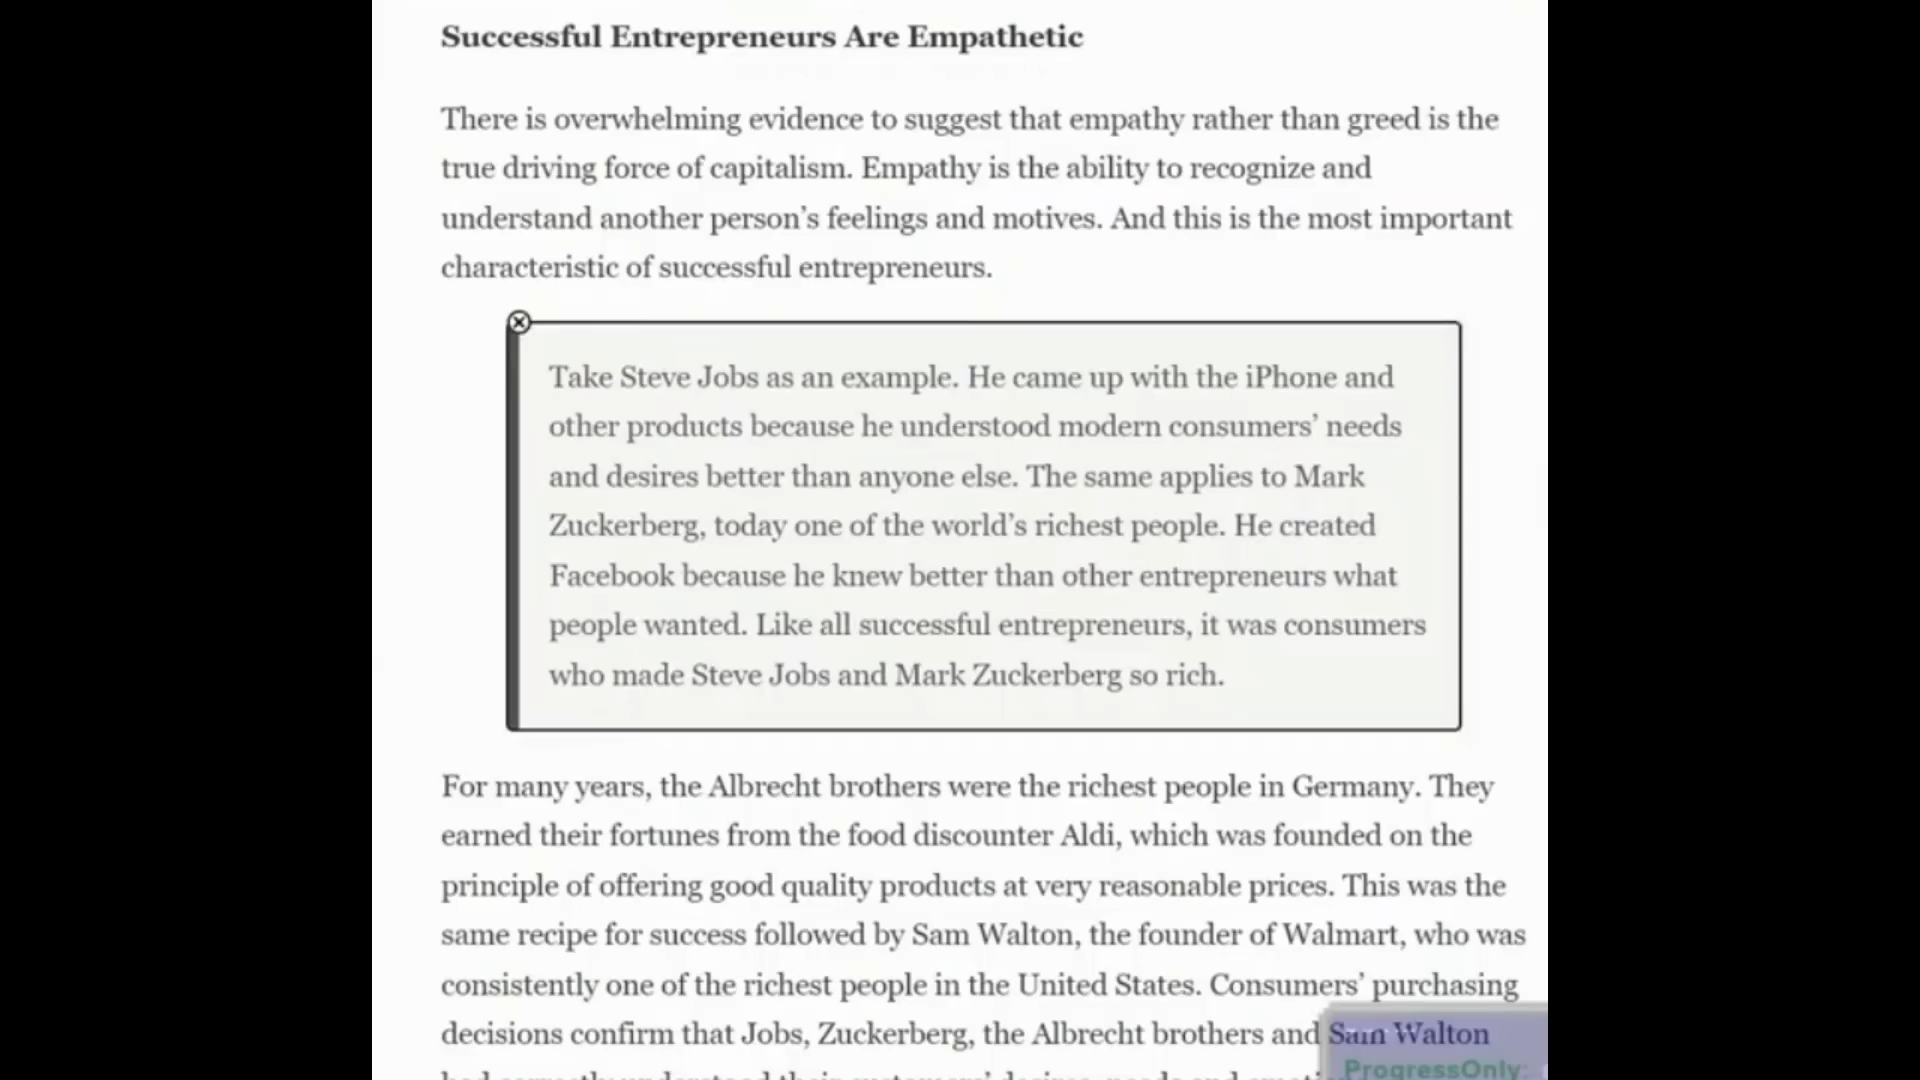 Successful Entrepreneurs Are Empathetic
There is overwhelming evidence to suggest that empathy rather than greed is the
true driving force of capitalism. Empathy is the ability to recognize and
understand another person’s feelings and motives. And this is the most important
characteristic of successful entrepreneurs.
Take Steve Jobs as an example. He came up with the iPhone and
other products because he understood modern consumers’ needs
and desires better than anyone else. The same applies to Mark
Zuckerberg, today one of the world’s richest people. He created
Facebook because he knew better than other entrepreneurs what
people wanted. Like all successful entrepreneurs, it was consumers
who made Steve Jobs and Mark Zuckerberg so rich.
For many years, the Albrecht brothers were the richest people in Germany. They
earned their fortunes from the food discounter Aldi, which was founded on the
principle of offering good quality products at very reasonable prices. This was the
same recipe for success followed by Sam Walton, the founder of Walmart, who was
consistently one of the richest people in the United States. Consumers’ purchasing
decisions confirm that Jobs, Zuckerberg, the Albrecht brothers and Sam Walton
ProgressOnly: